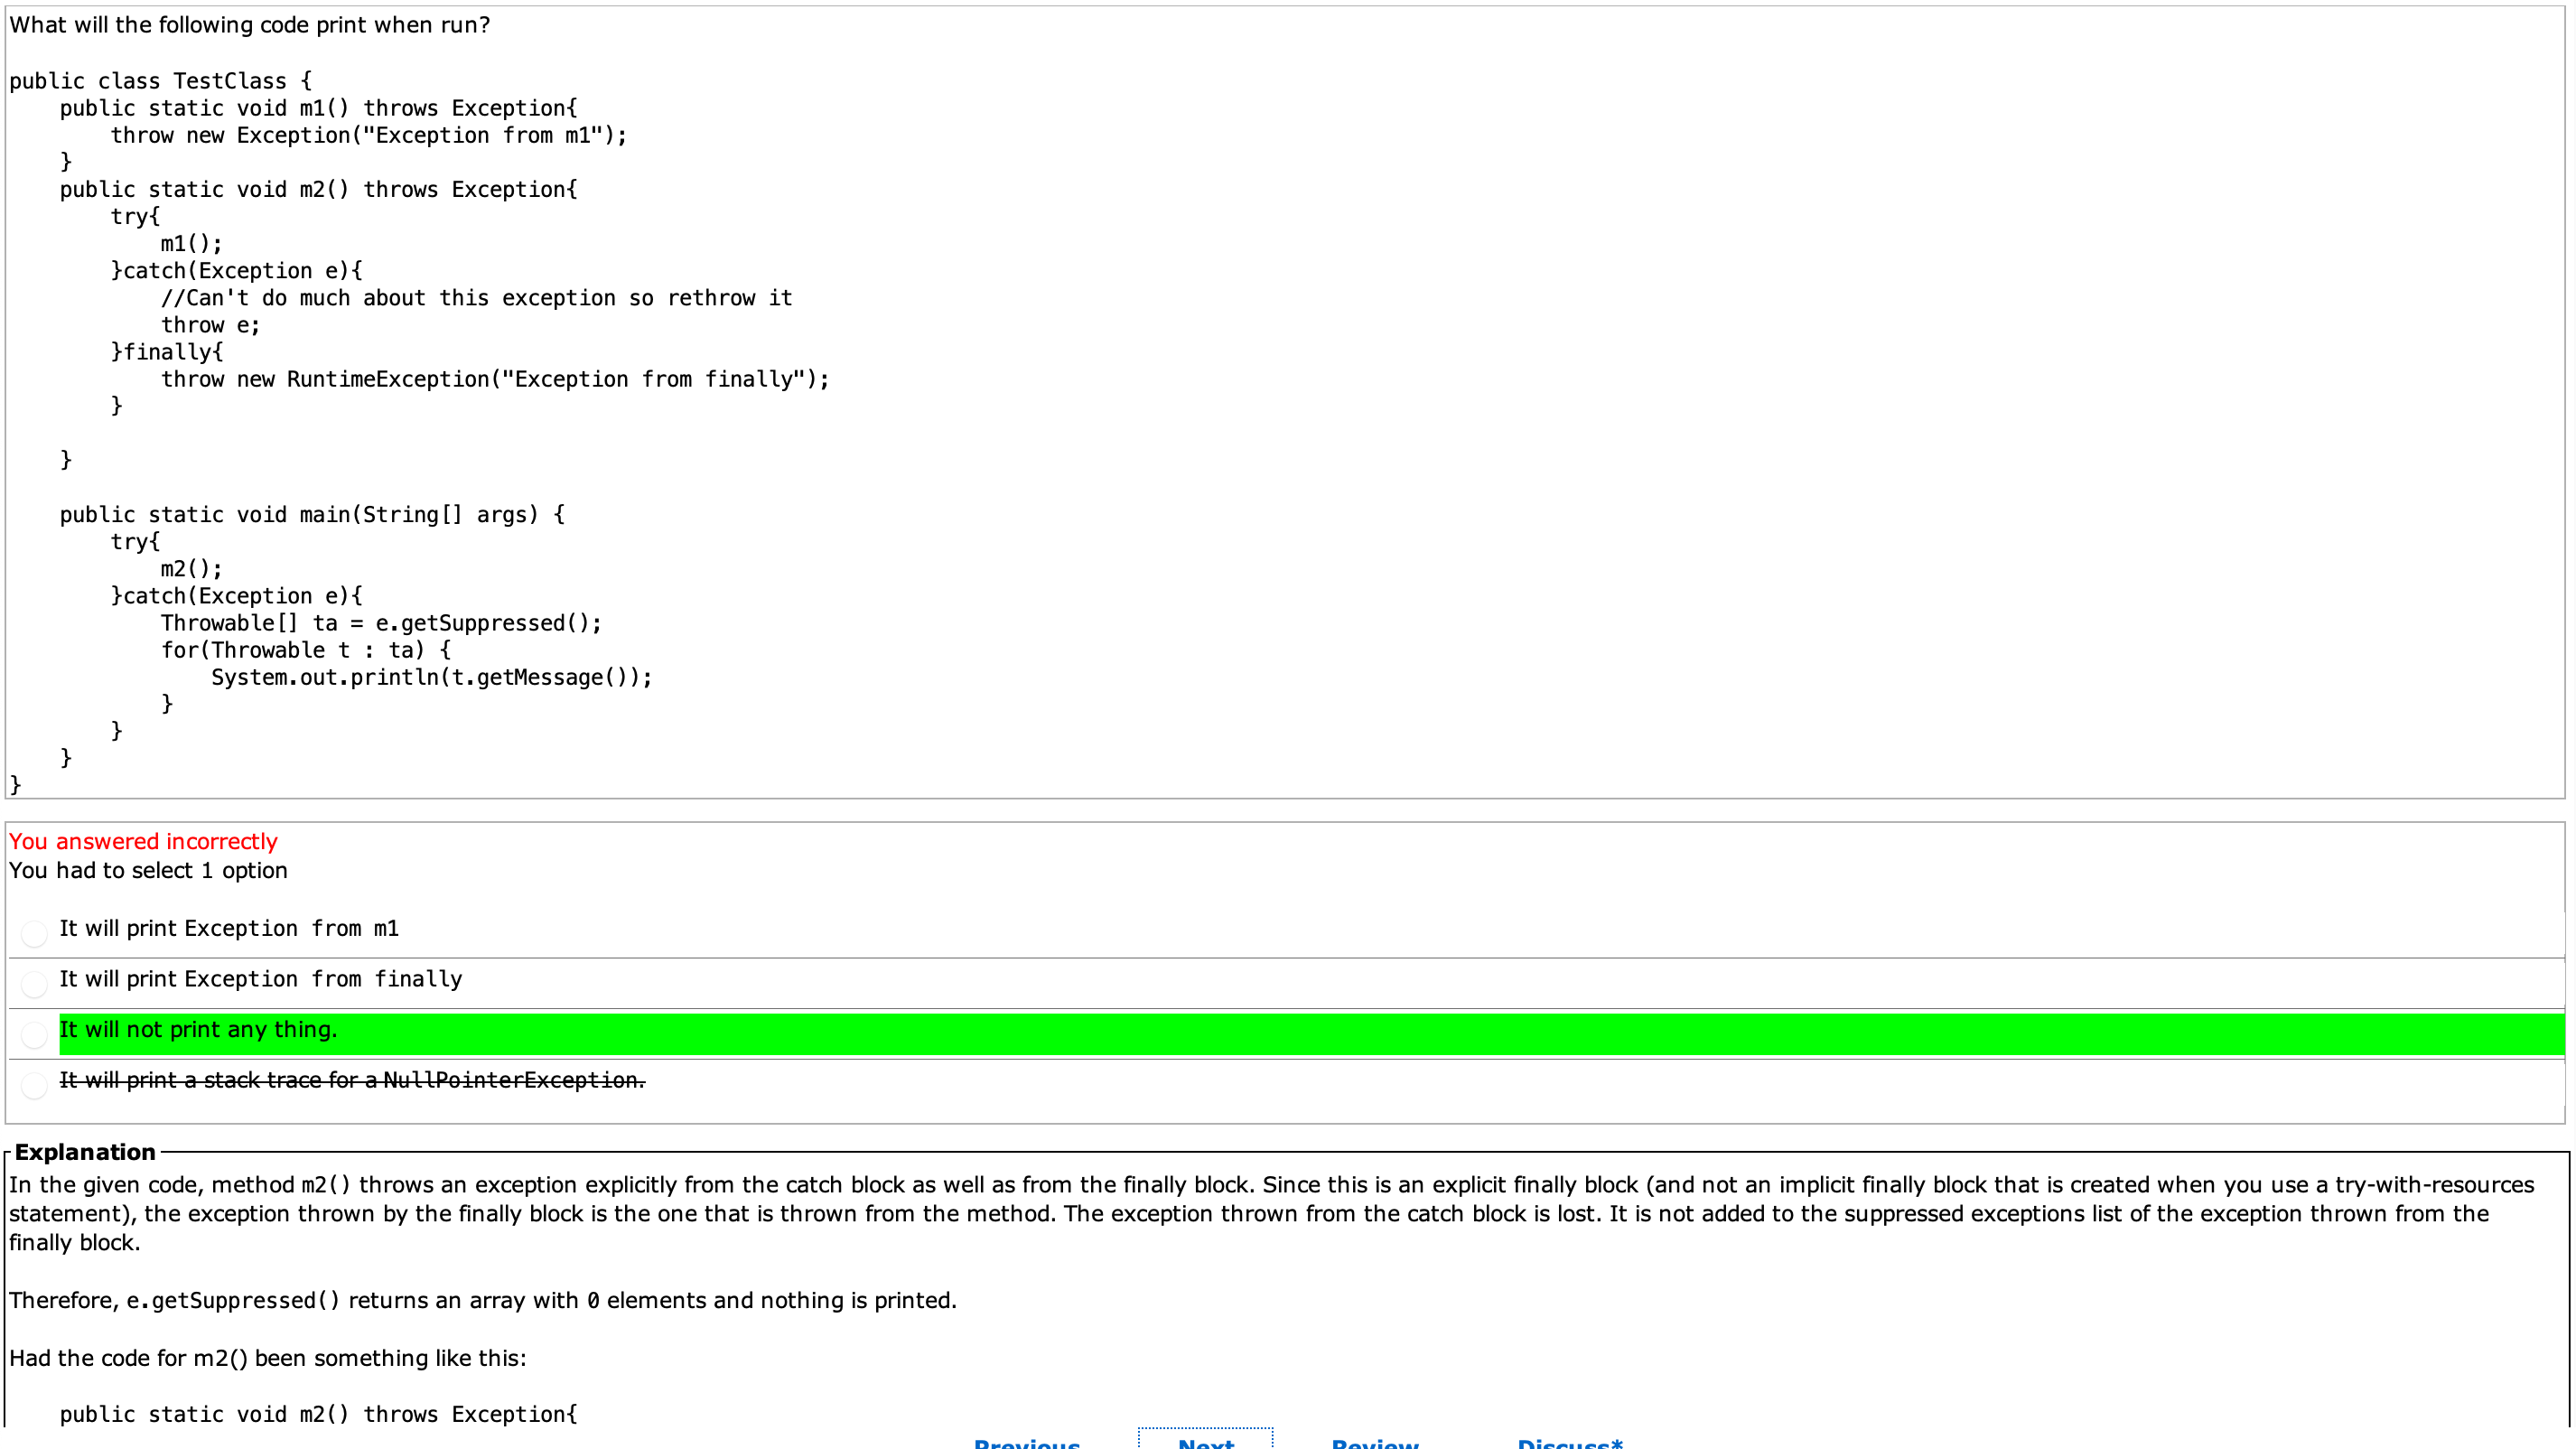 What will the following code print when run?

public class TestClass {
    public static void m1() throws Exception{
        throw new Exception("Exception from m1");
    }
    public static void m2() throws Exception{
        try{
            m1();
        }catch(Exception e){
            //Can't do much about this exception so rethrow it
            throw e;
        }finally{
            throw new RuntimeException("Exception from finally");
        }

    }

    public static void main(String[] args) {
        try{
            m2();
        }catch(Exception e){
            Throwable[] ta = e.getSuppressed();
            for(Throwable t : ta) {
                System.out.println(t.getMessage());
            }
        }
    }
}
You answered incorrectly
You had to select 1 option
It will print Exception from m1
It will print Exception from finally
It will not print any thing.
It will print a stack trace for a NullPointerException.
Explanation
In the given code, method m2() throws an exception explicitly from the catch block as well as from the finally block. Since this is an explicit finally block (and not an implicit finally block that is created when you use a try-with-resources
statement), the exception thrown by the finally block is the one that is thrown from the method. The exception thrown from the catch block is lost. It is not added to the suppressed exceptions list of the exception thrown from the
finally block.

Therefore, e.getSuppressed() returns an array with 0 elements and nothing is printed.

Had the code for m2() been something like this:

    public static void m2() throws Exception{
Previous Next Review Discuss*